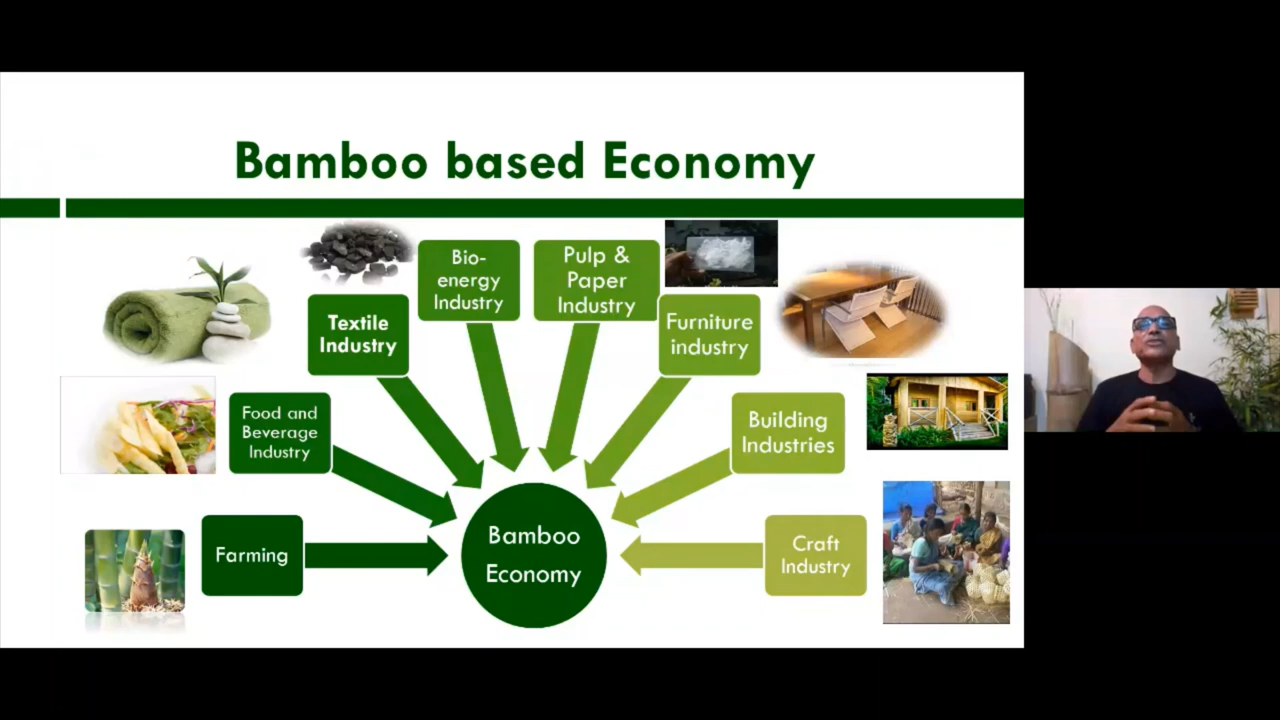 Bamboo based Economy
Bio-
energy
Industry
Pulp &
Paper
Industry
Textile
Industry
Furniture
industry
Food and
Beverage
Industry
Building
Industries
Farming
Bamboo
Economy
Craft
Industry